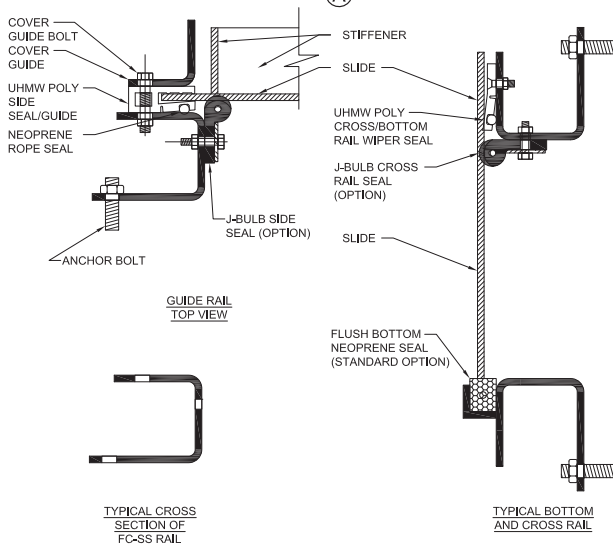 A
COVER
GUIDE BOLT
COVER
GUIDE
UHMW POLY
SIDE
SEAL/GUIDE
NEOPRENE
ROPE SEAL
ANCHOR BOLT
J-BULB SIDE
SEAL (OPTION)
GUIDE RAIL
TOP VIEW
STIFFENER
SLIDE
UHMW POLY
CROSS/BOTTOM
RAIL WIPER SEAL
J-BULB CROSS
RAIL SEAL
(OPTION)
SLIDE
FLUSH BOTTOM
NEOPRENE SEAL
(STANDARD OPTION)
TYPICAL CROSS
SECTION OF
FC-SS RAIL
TYPICAL BOTTOM
AND CROSS RAIL